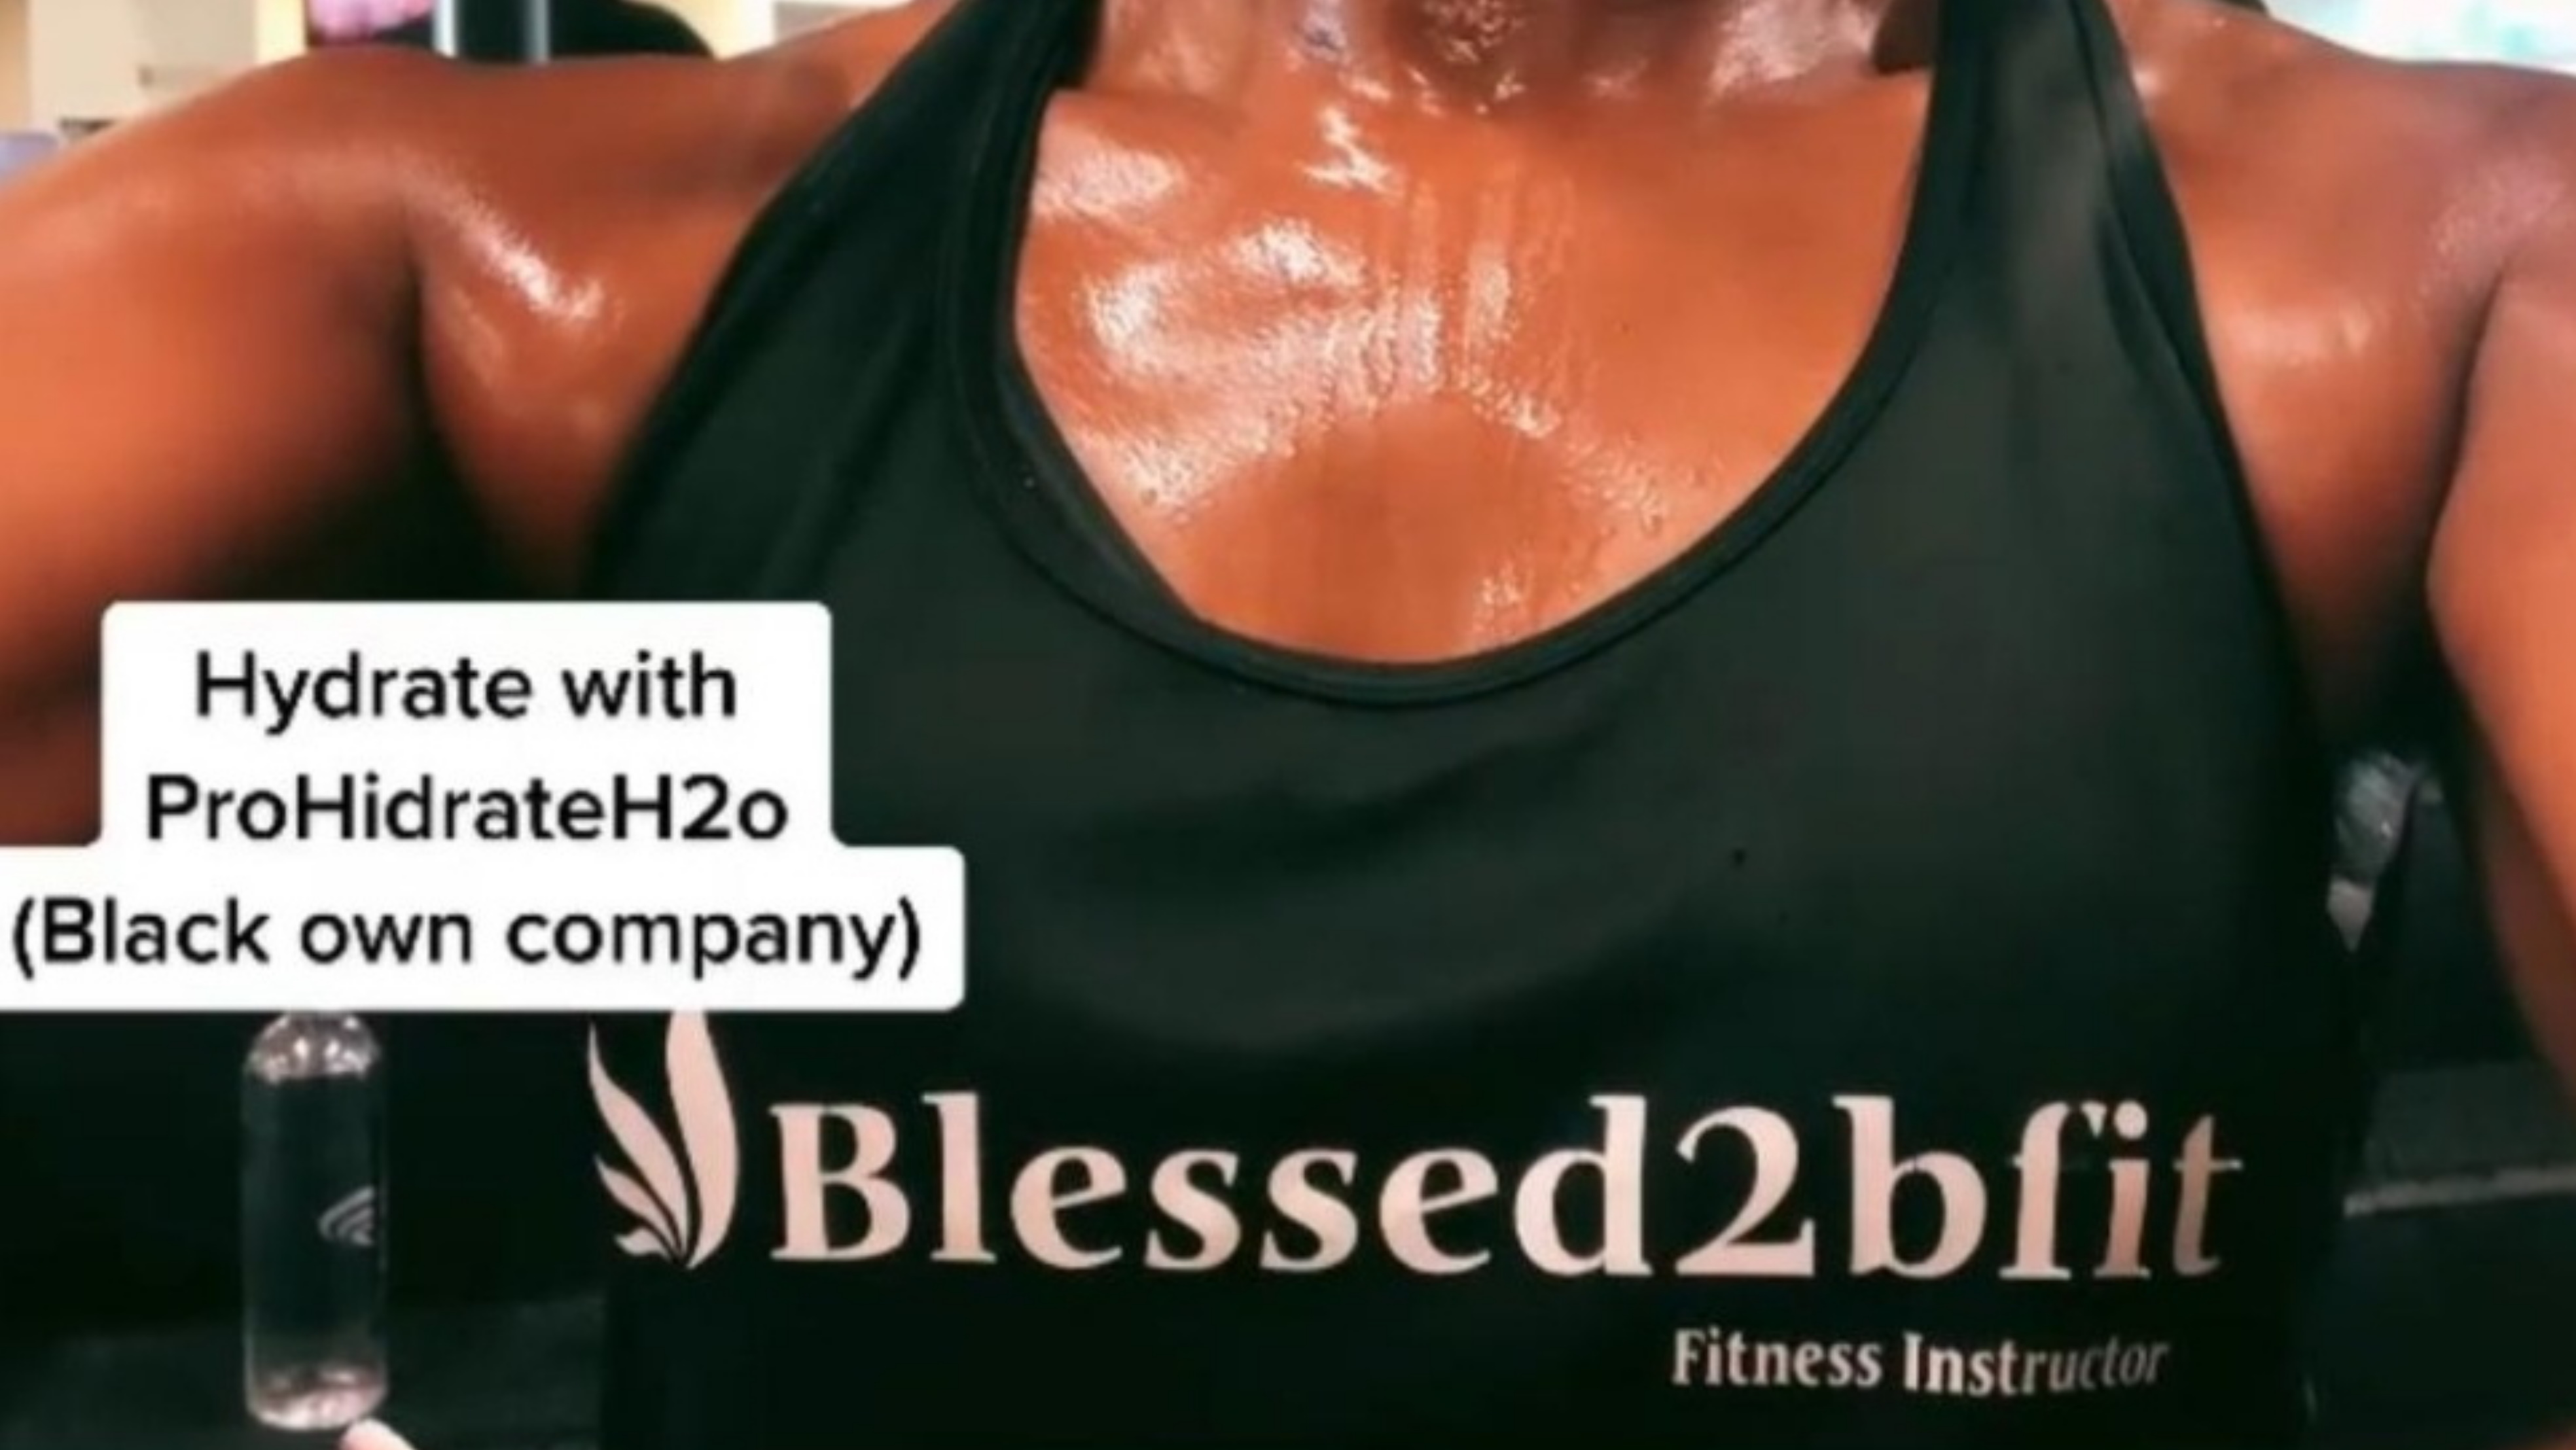 Hydrate with
ProHidrateH2o
(Black own company)
Blessed2bfit
Fitness Instructor